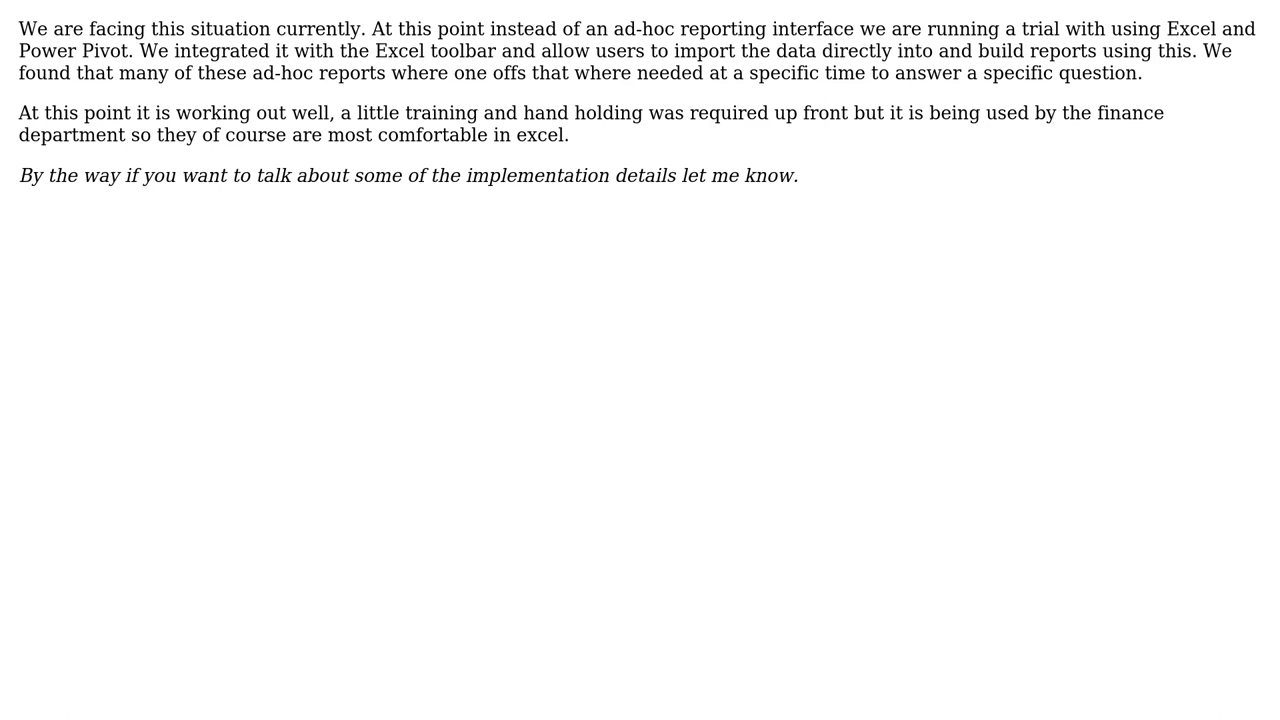 We are facing this situation currently. At this point instead of an ad-hoc reporting interface we are running a trial with using Excel and
Power Pivot. We integrated it with the Excel toolbar and allow users to import the data directly into and build reports using this. We
found that many of these ad-hoc reports where one offs that where needed at a specific time to answer a specific question.
At this point it is working out well, a little training and hand holding was required up front but it is being used by the finance
department so they of course are most comfortable in excel.
By the way if you want to talk about some of the implementation details let me know.